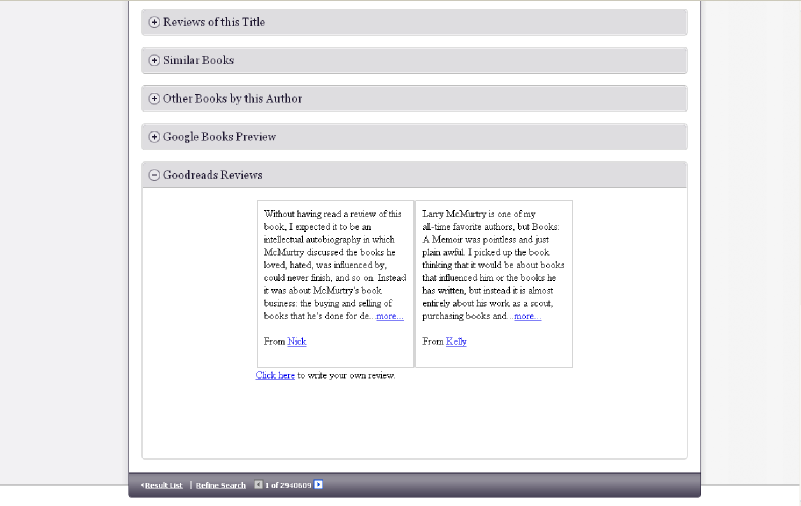 Reviews of this Title
Similar Books
Other Books by this Author
Google Books Preview
Goodreads Reviews
Without having read a review of this
book, I expected it to be an
intellectual autobiography in which
McMurtry discussed the books he
loved, hated, was influenced by,
could never finish, and so on. Instead
it was about McMurtry's book
business: the buying and selling of
books that he's done for de...more...
From Nick
Larry McMurtry is one of my
all-time favorite authors, but Books:
A Memoir was pointless and just
plain awful. I picked up the book
thinking that it would be about books
that influenced him or the books he
has written, but instead it is almost
entirely about his work as a scout,
purchasing books and...more...
From Kelly
Click here to write your own review.
Result List | Refine Search 1 of 2940609